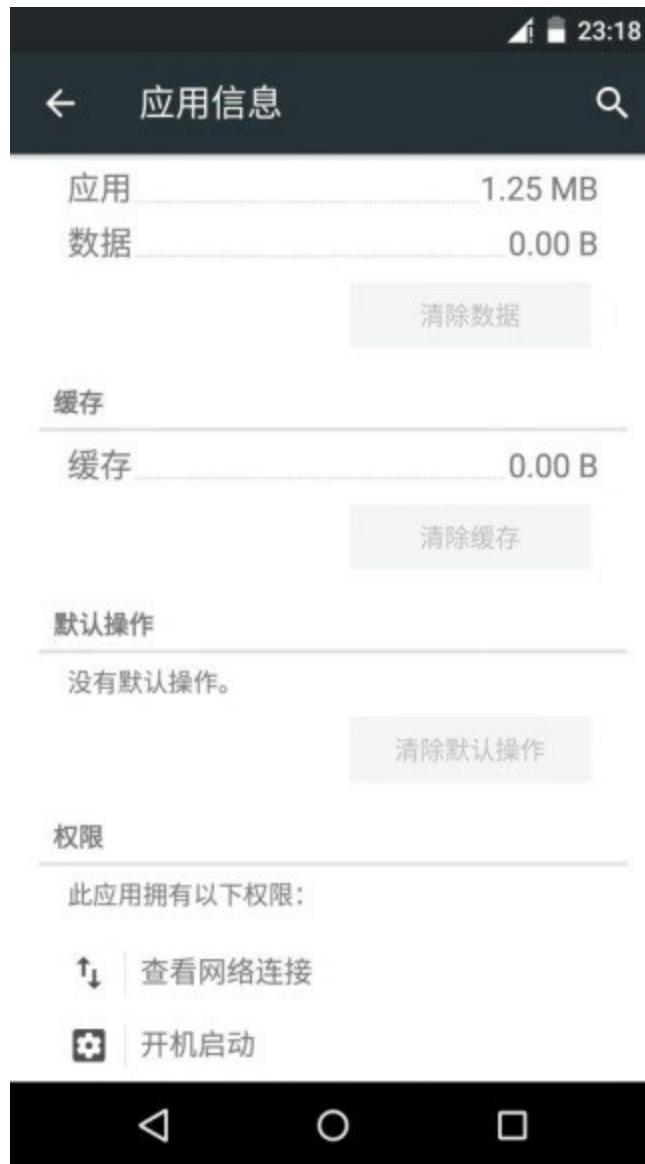 23:18
应用信息
应用 1.25 MB
数据 0.00 B
清除数据
缓存
缓存 0.00 B
清除缓存
默认操作
没有默认操作。
清除默认操作
权限
此应用拥有以下权限：
查看网络连接
开机启动